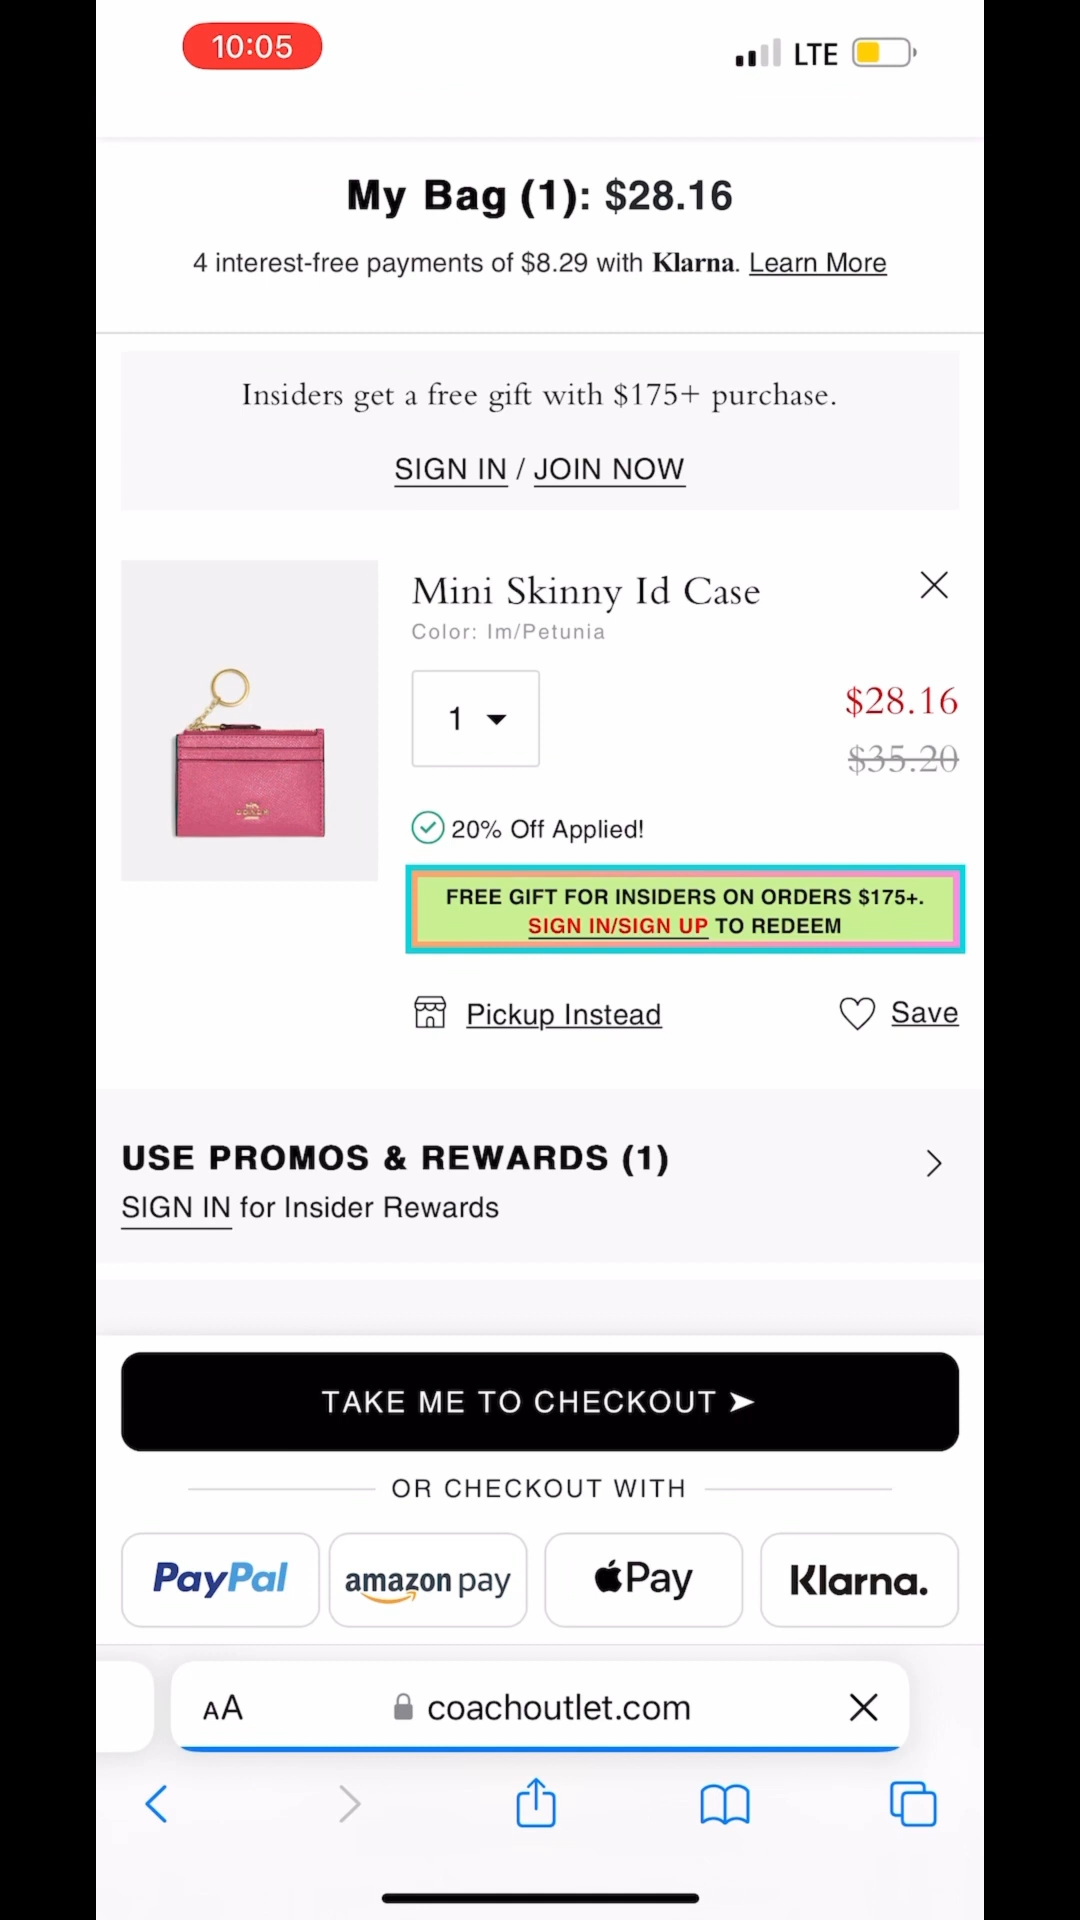 10:05
LTE
My Bag (1): $28.16
4 interest-free payments of $8.29 with Klarna. Learn More
Insiders get a free gift with $175+ purchase.
SIGN IN / JOIN NOW
Mini Skinny Id Case
Color: Im/Petunia
1
$28.16
$35.20
20% Off Applied!
FREE GIFT FOR INSIDERS ON ORDERS $175+.
SIGN IN/SIGN UP TO REDEEM
Pickup Instead
Save
USE PROMOS & REWARDS (1)
SIGN IN for Insider Rewards
TAKE ME TO CHECKOUT ➤
OR CHECKOUT WITH
PayPal
amazon pay
Pay
Klarna.
AA
coachoutlet.com
COACH